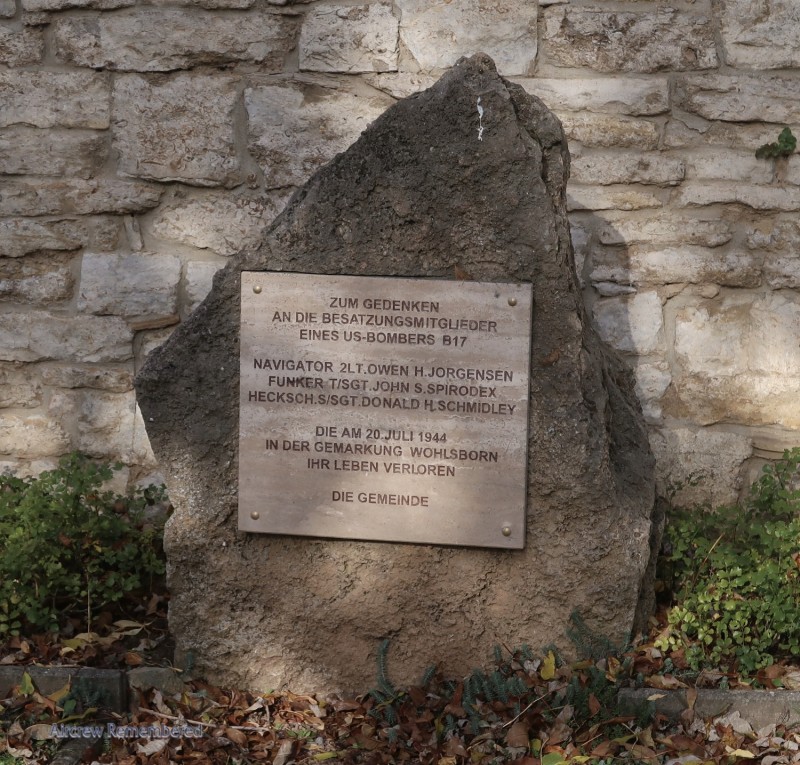 ZUM GEDENKEN
AN DIE BESATZUNGSMITGLIEDER
EINES US-BOMBERS B17
NAVIGATOR 2LT.OWEN H.JORGENSEN
FUNKER T/SGT.JOHN S.SPIRODEX
HECKSCH.S/SGT.DONALD H.SCHMIDLEY
DIE AM 20.JULI 1944
IN DER GEMARKUNG WOHLSBORN
IHR LEBEN VERLOREN
DIE GEMEINDE
Aircrew Remembered